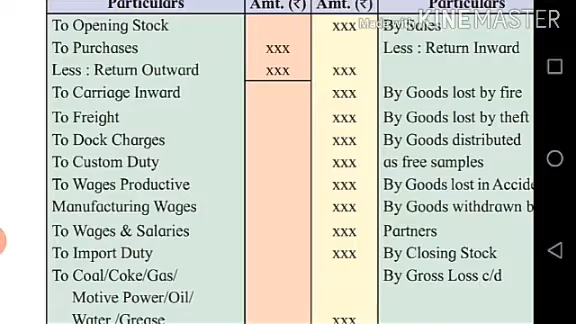 Particulars Amt. (₹) Amt. (₹) Particulars
Made with KINEMASTER
To Opening Stock xxx By Sales
To Purchases xxx Less : Return Inward
Less : Return Outward xxx xxx
To Carriage Inward xxx By Goods lost by fire
To Freight xxx By Goods lost by theft
To Dock Charges xxx By Goods distributed
To Custom Duty xxx as free samples
To Wages Productive xxx By Goods lost in Accide
Manufacturing Wages xxx By Goods withdrawn b
To Wages & Salaries xxx Partners
To Import Duty xxx By Closing Stock
To Coal/Coke/Gas/ By Gross Loss c/d
Motive Power/Oil/
Water /Grease xxx